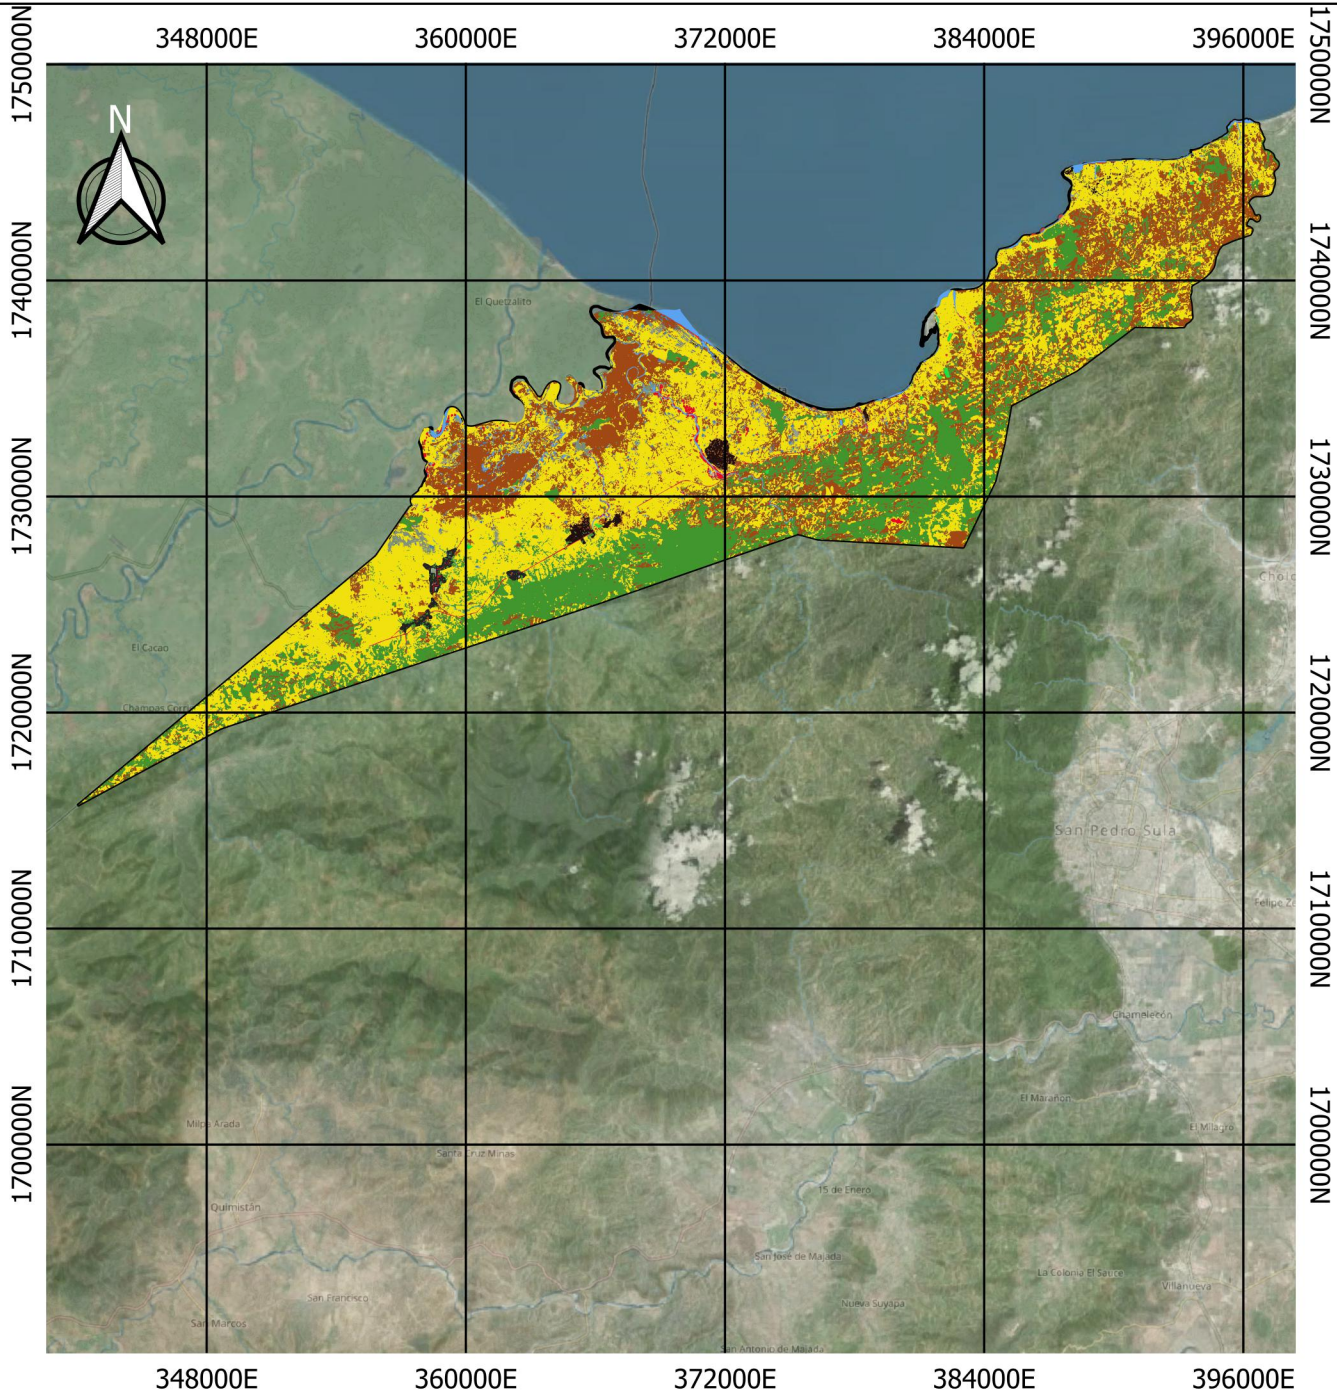 348000E 360000E 372000E 384000E 396000E
1750000N 1750000N
N
1740000N 1740000N
El Quetzalito
1730000N 1730000N
Choic
El Cacao
1720000N 1720000N
Champas Corri
San Pedro Sula
1710000N 1710000N
Felipe Z
Chamelecón
El Marañon
1700000N 1700000N
Milpa Arada
El Milagro
Santa Cruz Minas
15 de Enero
Quimistán
San José de Majada
La Colonia El Sauce
Villanueva
San Francisco
Nueva Suyapa
San Marcos
San Antonio de Majada
348000E 360000E 372000E 384000E 396000E